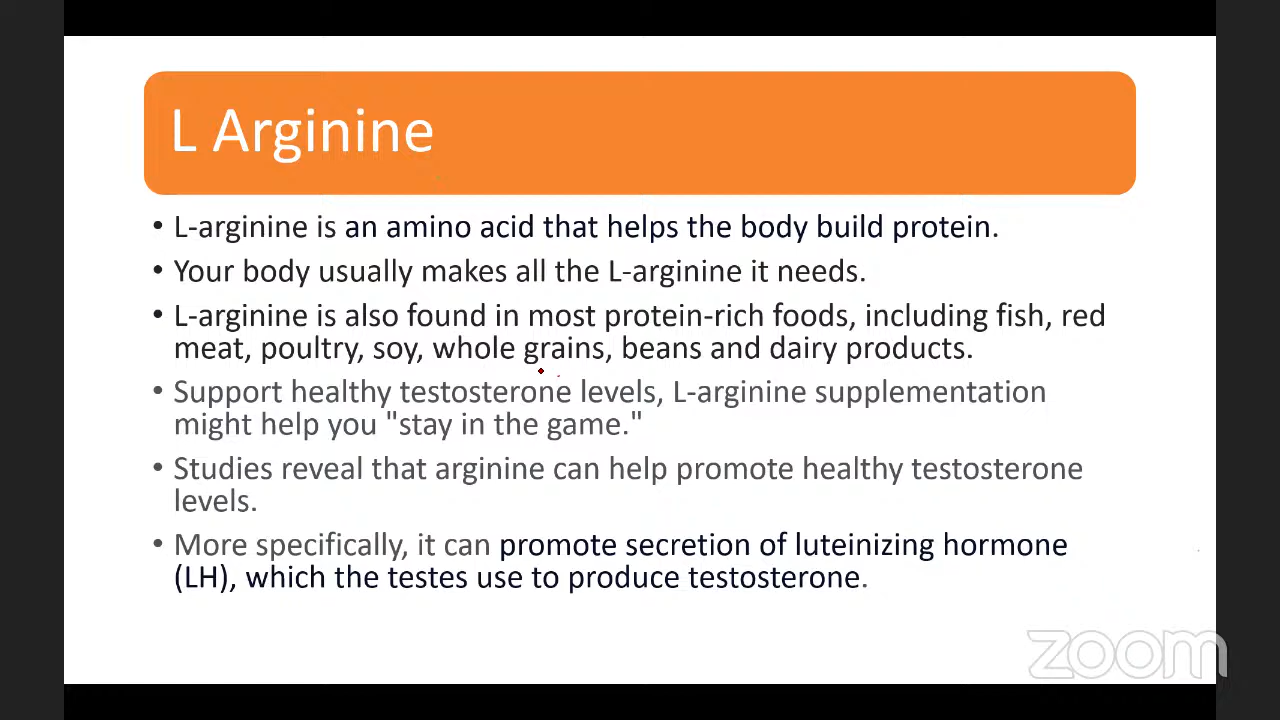 L Arginine
• L-arginine is an amino acid that helps the body build protein.
• Your body usually makes all the L-arginine it needs.
• L-arginine is also found in most protein-rich foods, including fish, red
meat, poultry, soy, whole grains, beans and dairy products.
• Support healthy testosterone levels, L-arginine supplementation
might help you "stay in the game."
• Studies reveal that arginine can help promote healthy testosterone
levels.
• More specifically, it can promote secretion of luteinizing hormone
(LH), which the testes use to produce testosterone.
zoom